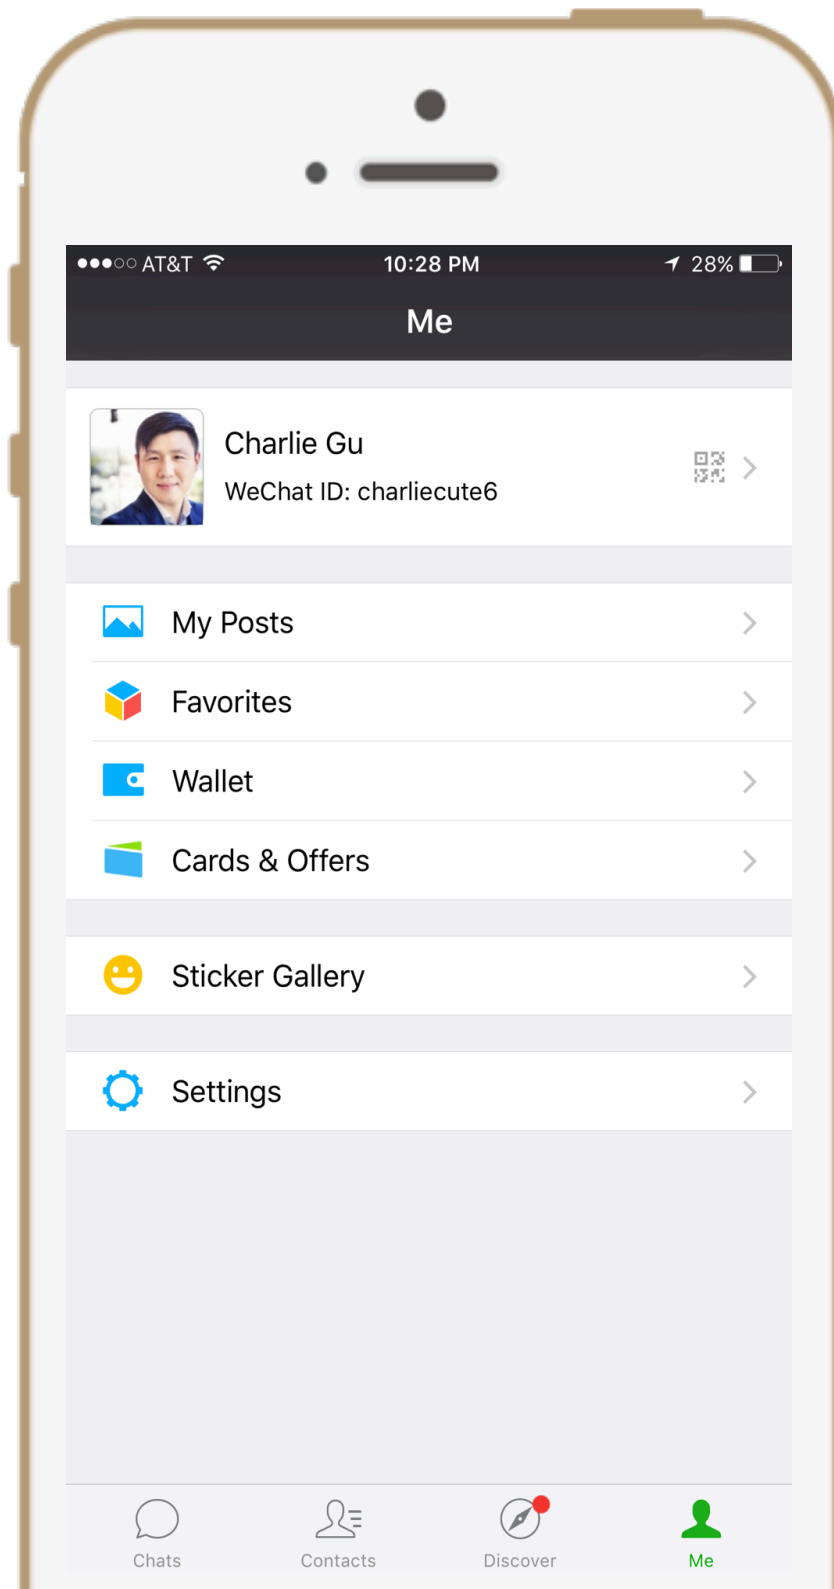 AT&T 10:28 PM 28%
Me
Charlie Gu
WeChat ID: charliecute6
My Posts
Favorites
Wallet
Cards & Offers
Sticker Gallery
Settings
Chats Contacts Discover Me